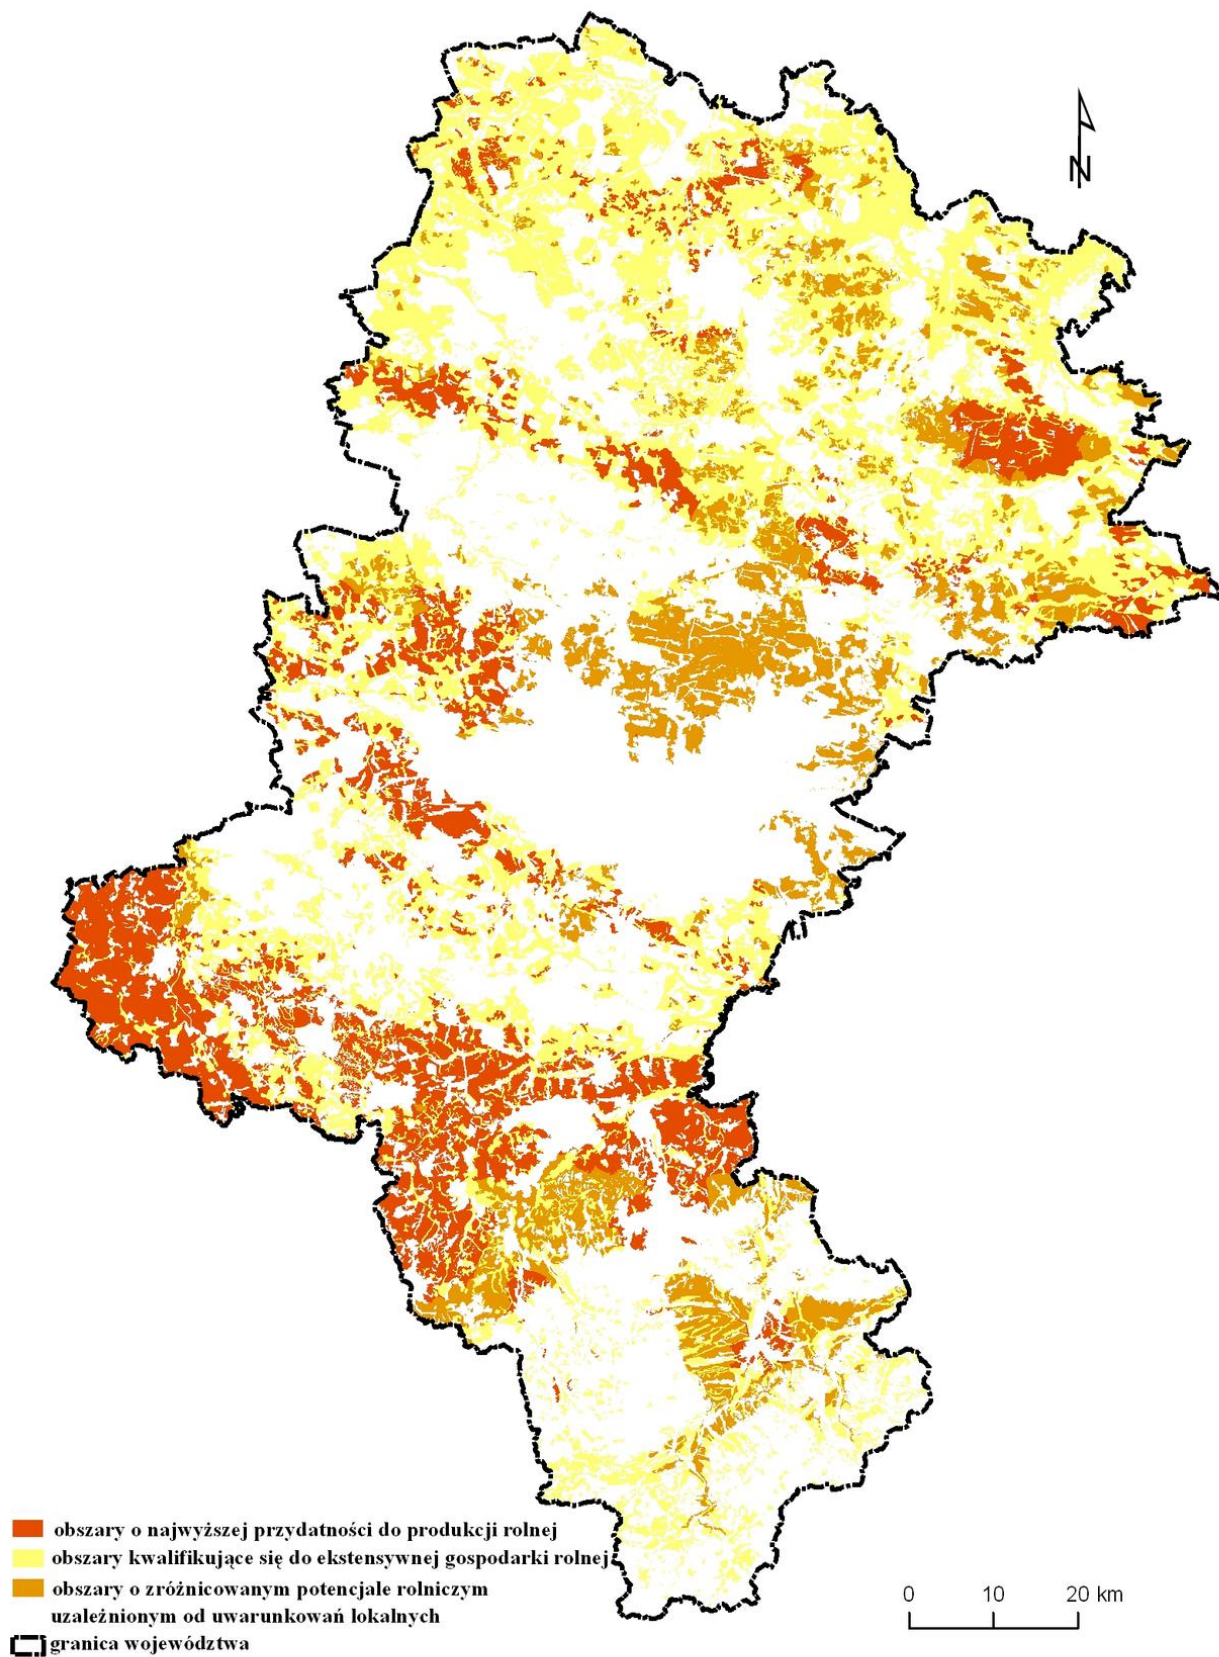 N
obszary o najwyższej przydatności do produkcji rolnej
obszary kwalifikujące się do ekstensywnej gospodarki rolnej
obszary o zróżnicowanym potencjale rolniczym
uzależnionym od uwarunkowań lokalnych
granica województwa
0 10 20 km